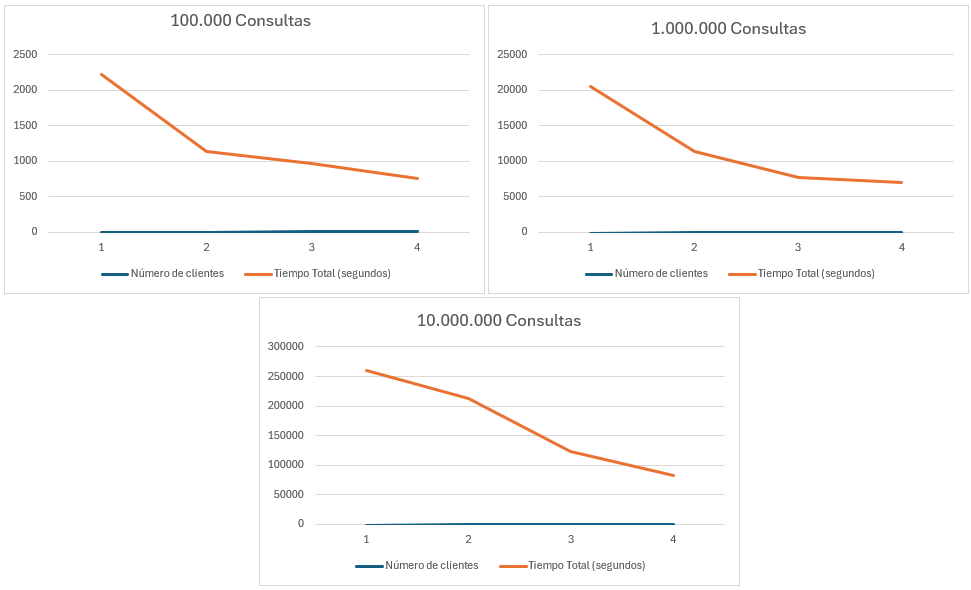 100.000 Consultas
2500
2000
1500
1000
500
0
1 2 3 4
Número de clientes Tiempo Total (segundos)
1.000.000 Consultas
25000
20000
15000
10000
5000
0
1 2 3 4
Número de clientes Tiempo Total (segundos)
10.000.000 Consultas
300000
250000
200000
150000
100000
50000
0
1 2 3 4
Número de clientes Tiempo Total (segundos)